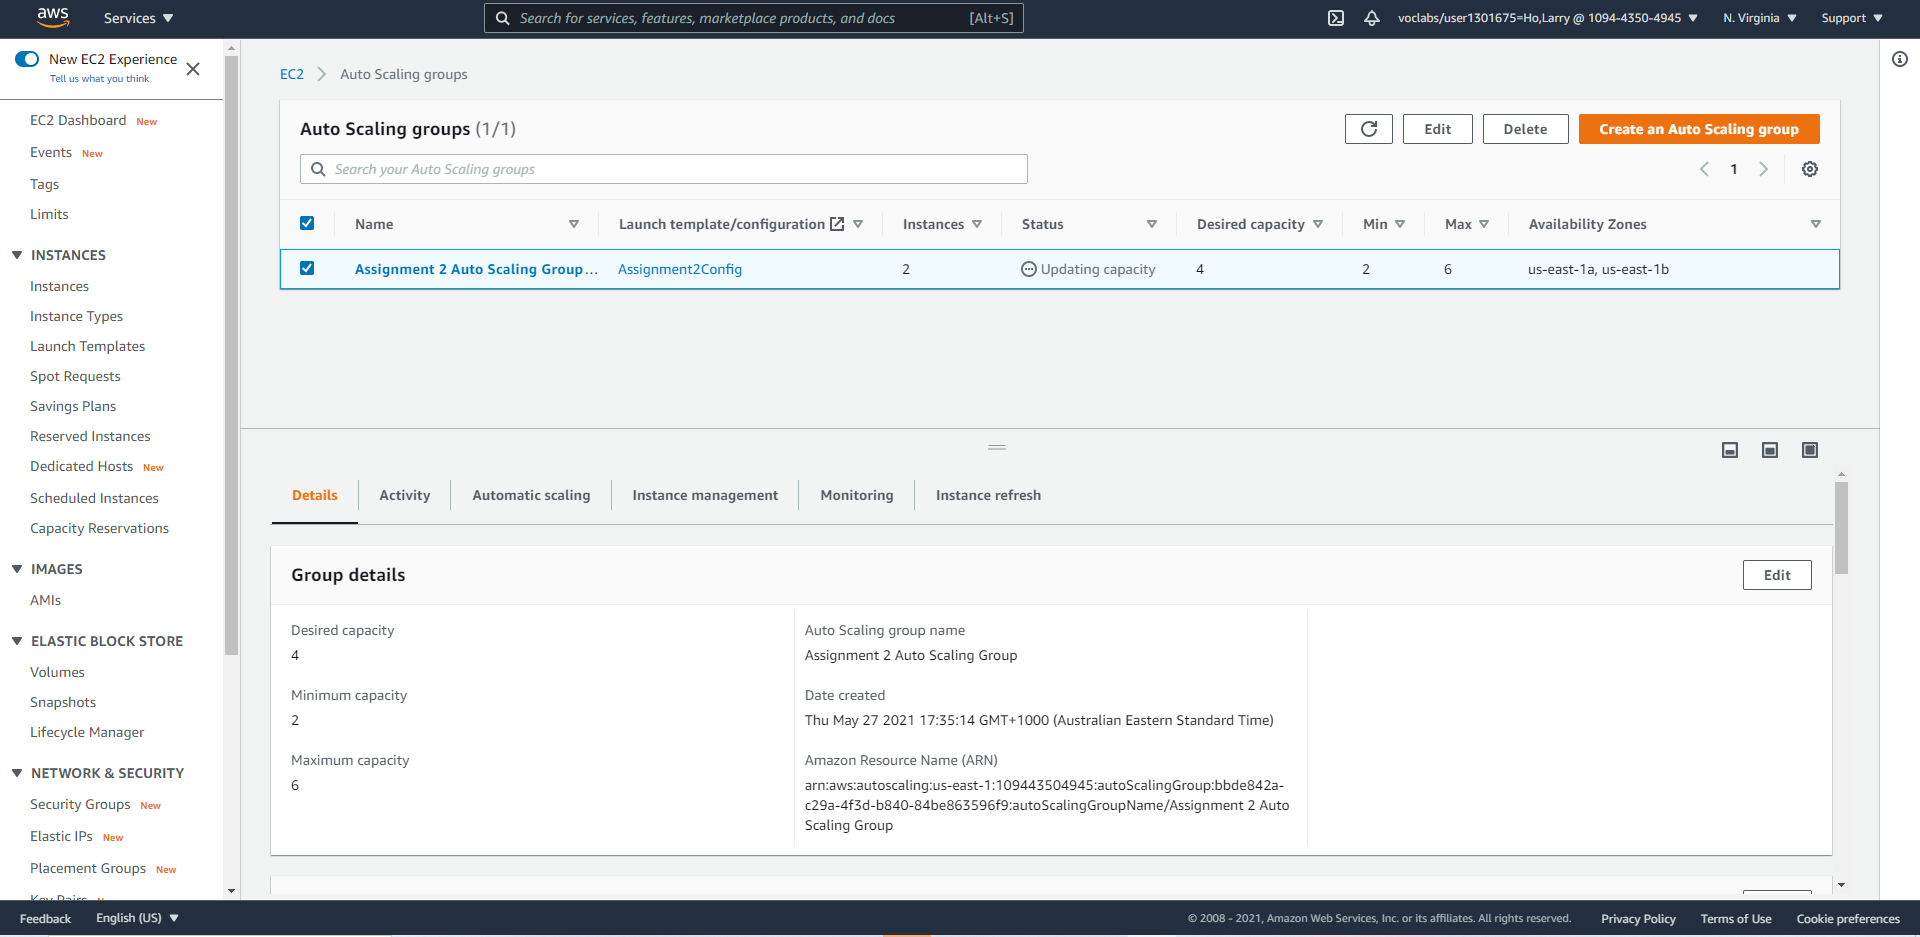 aws
Services
Search for services, features, marketplace products, and docs [Alt+S]
voclabs/user1301675=Ho,Larry @ 1094-4350-4945
N. Virginia
Support
New EC2 Experience
Tell us what you think
EC2 Dashboard New
Events New
Tags
Limits
INSTANCES
Instances
Instance Types
Launch Templates
Spot Requests
Savings Plans
Reserved Instances
Dedicated Hosts New
Scheduled Instances
Capacity Reservations
IMAGES
AMIs
ELASTIC BLOCK STORE
Volumes
Snapshots
Lifecycle Manager
NETWORK & SECURITY
Security Groups New
Elastic IPs New
Placement Groups New
Key Pairs
EC2 Auto Scaling groups
Auto Scaling groups (1/1)
Edit
Delete
Create an Auto Scaling group
Search your Auto Scaling groups
1
Name Launch template/configuration Instances Status Desired capacity Min Max Availability Zones
Assignment 2 Auto Scaling Group... Assignment2Config 2 Updating capacity 4 2 6 us-east-1a, us-east-1b
Details Activity Automatic scaling Instance management Monitoring Instance refresh
Group details
Edit
Desired capacity
4
Minimum capacity
2
Maximum capacity
6
Auto Scaling group name
Assignment 2 Auto Scaling Group
Date created
Thu May 27 2021 17:35:14 GMT+1000 (Australian Eastern Standard Time)
Amazon Resource Name (ARN)
arn:aws:autoscaling:us-east-1:109443504945:autoScalingGroup:bbde842a-
c29a-4f3d-b840-84be863596f9:autoScalingGroupName/Assignment 2 Auto
Scaling Group
Feedback
English (US)
© 2008 - 2021, Amazon Web Services, Inc. or its affiliates. All rights reserved.
Privacy Policy
Terms of Use
Cookie preferences